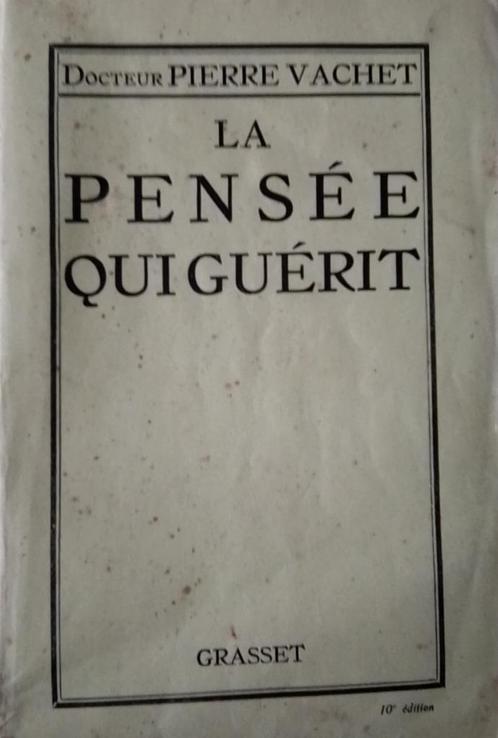 DOCTEUR PIERRE VACHET
LA
PENSÉE
QUI GUÉRIT
GRASSET
10e édition